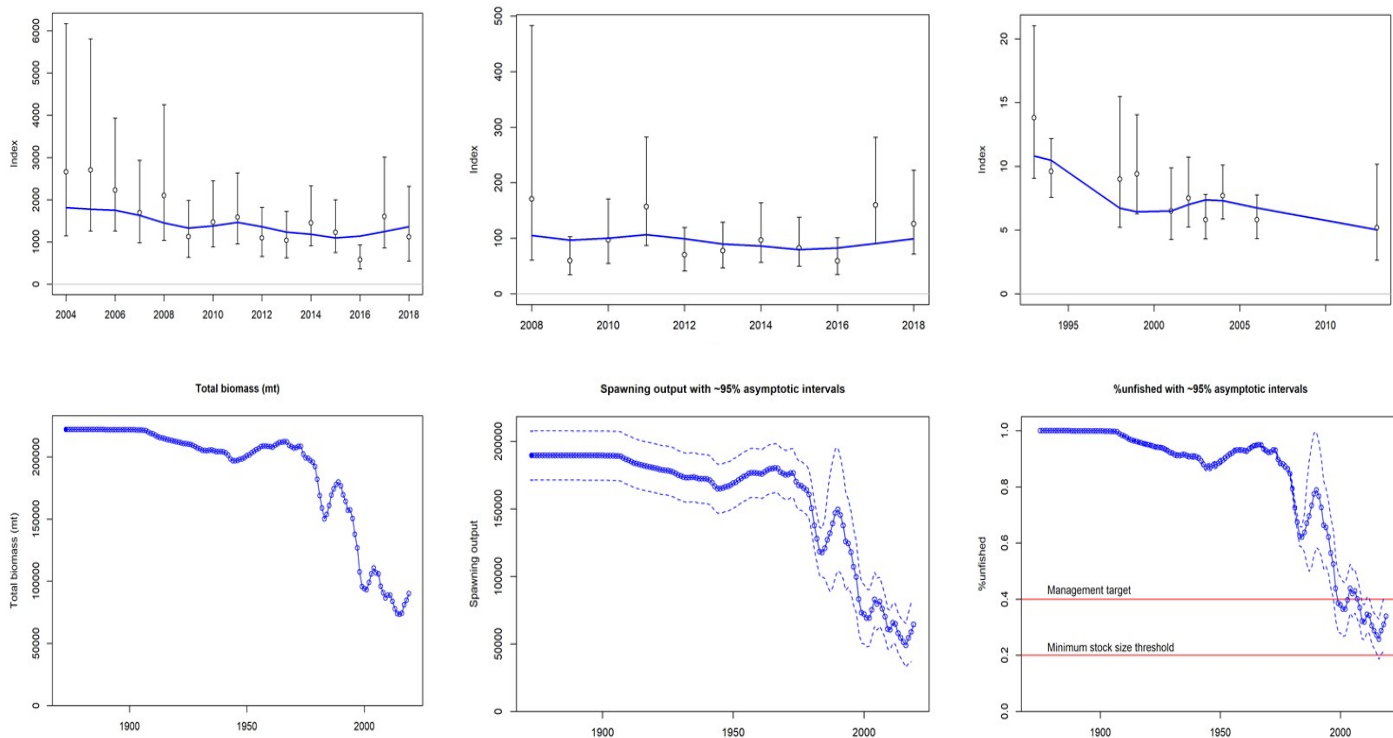 Index
0 1000 2000 3000 4000 5000 6000
2004 2006 2008 2010 2012 2014 2016 2018
Index
0 100 200 300 400 500
2008 2010 2012 2014 2016 2018
Index
0 5 10 15 20
1995 2000 2005 2010
Total biomass (mt)
Total biomass (mt)
0 50000 100000 150000 200000
1900 1950 2000
Spawning output with ~95% asymptotic intervals
Spawning output
0 50000 100000 150000 200000
1900 1950 2000
%unfished with ~95% asymptotic intervals
%unfished
0.0 0.2 0.4 0.6 0.8 1.0
Management target
Minimum stock size threshold
1900 1950 2000